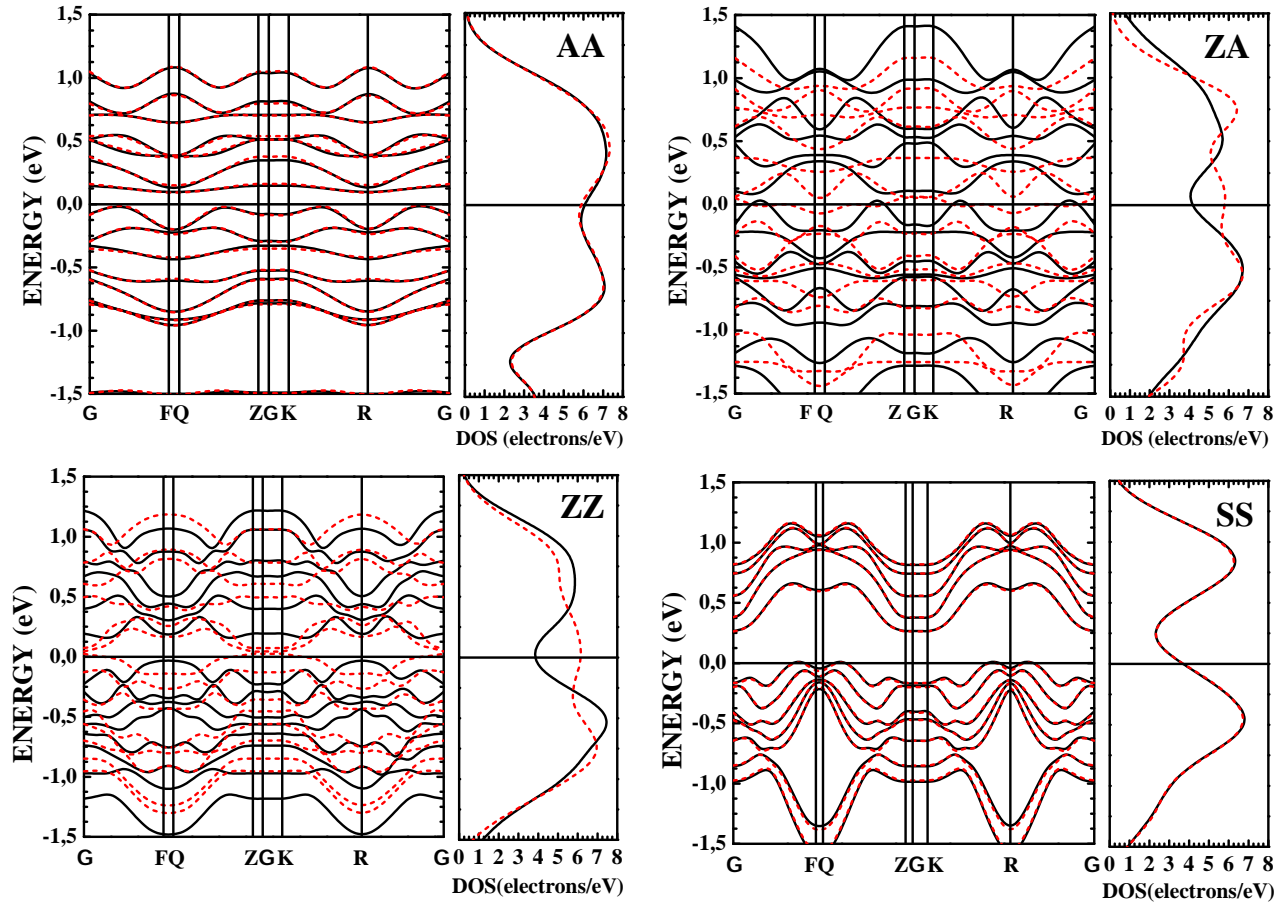 1,5
1,0
0,5
0,0
-0,5
-1,0
-1,5
ENERGY (eV)
G FQ ZGK R G
AA
0 1 2 3 4 5 6 7 8
DOS (electrons/eV)
1,5
1,0
0,5
0,0
-0,5
-1,0
-1,5
ENERGY (eV)
G F Q Z G K R G
ZA
0 1 2 3 4 5 6 7 8
DOS (electrons/eV)
1,5
1,0
0,5
0,0
-0,5
-1,0
-1,5
ENERGY (eV)
G FQ ZGK R G
ZZ
0 1 2 3 4 5 6 7 8
DOS(electrons/eV)
1,5
1,0
0,5
0,0
-0,5
-1,0
-1,5
ENERGY (eV)
G FQ ZGK R G
SS
0 1 2 3 4 5 6 7 8
DOS(electrons/eV)